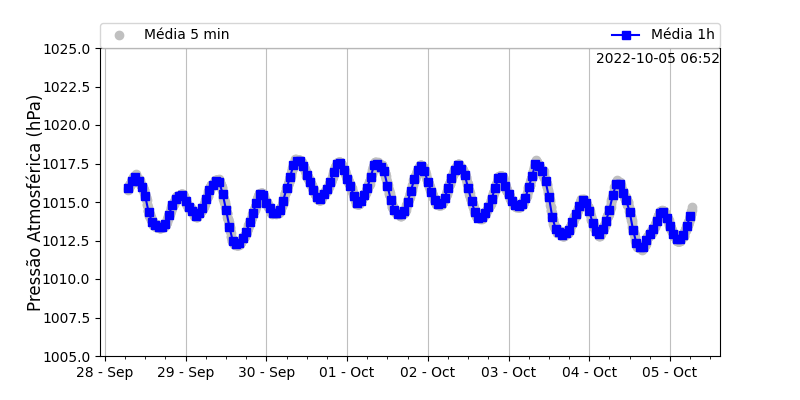 Média 5 min
Média 1h
2022-10-05 06:52
Pressão Atmosférica (hPa)
1025.0
1022.5
1020.0
1017.5
1015.0
1012.5
1010.0
1007.5
1005.0
28 - Sep
29 - Sep
30 - Sep
01 - Oct
02 - Oct
03 - Oct
04 - Oct
05 - Oct